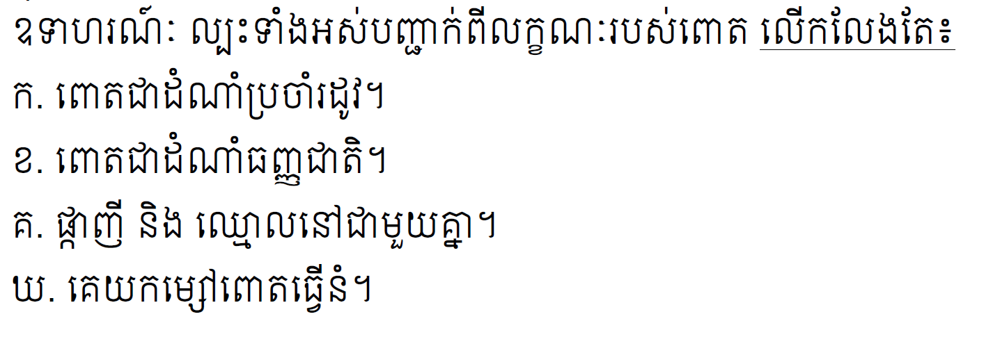 ឧទាហរណ៍ៈ ល្បះទាំងអស់បញ្ជាក់ពីលក្ខណៈរបស់ពោត លើកលែងតែ៖
ក. ពោតជាដំណាំប្រចាំរដូវ។
ខ. ពោតជាដំណាំធញ្ញជាតិ។
គ. ផ្កាញី និង ឈ្មោលនៅជាមួយគ្នា។
ឃ. គេយកម្សៅពោតធ្វើនំ។